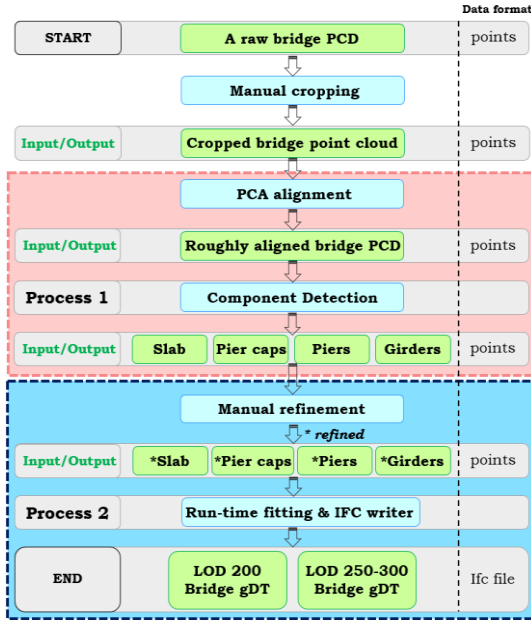 Data format
START
A raw bridge PCD
points
Manual cropping
Input/Output
Cropped bridge point cloud
points
PCA alignment
Input/Output
Roughly aligned bridge PCD
points
Process 1
Component Detection
Input/Output
Slab
Pier caps
Piers
Girders
points
Manual refinement
* refined
Input/Output
*Slab
*Pier caps
*Piers
*Girders
points
Process 2
Run-time fitting & IFC writer
END
LOD 200
Bridge gDT
LOD 250-300
Bridge gDT
Ifc file